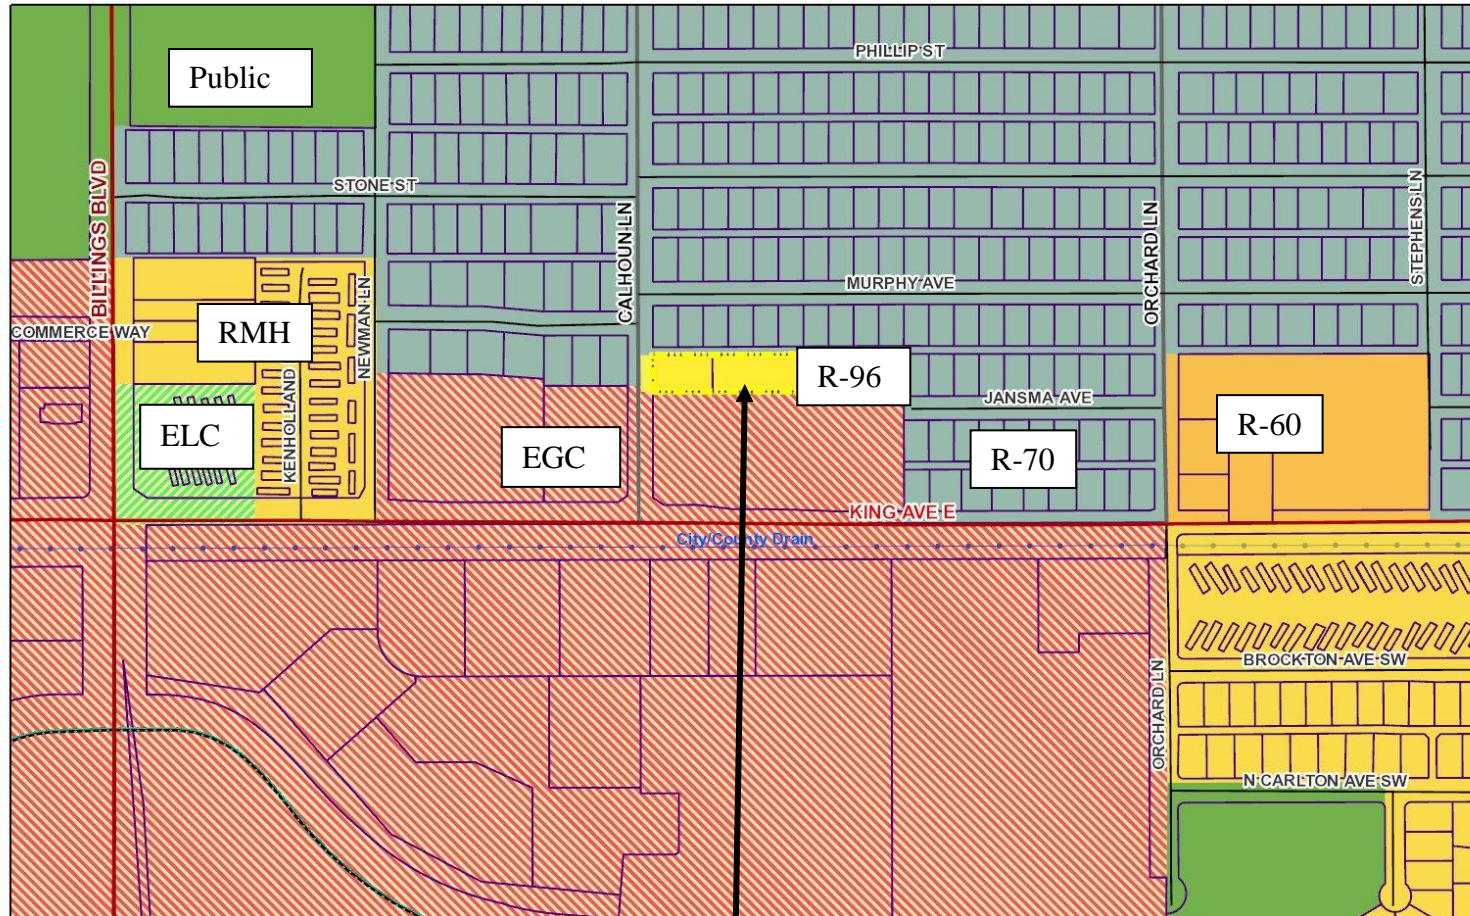 PHILLIP ST
Public
STONE ST
BILLINGS BLVD
CALHOUN LN
ORCHARD LN
STEPHENS LN
MURPHY AVE
COMMERCE WAY
RMH
NEWMAN LN
R-96
JANSMA AVE
KENHOLLAND
ELC
EGC
R-70
R-60
KING AVE E
City/County Drain
BROCKTON AVE SW
ORCHARD LN
N CARLTON AVE SW